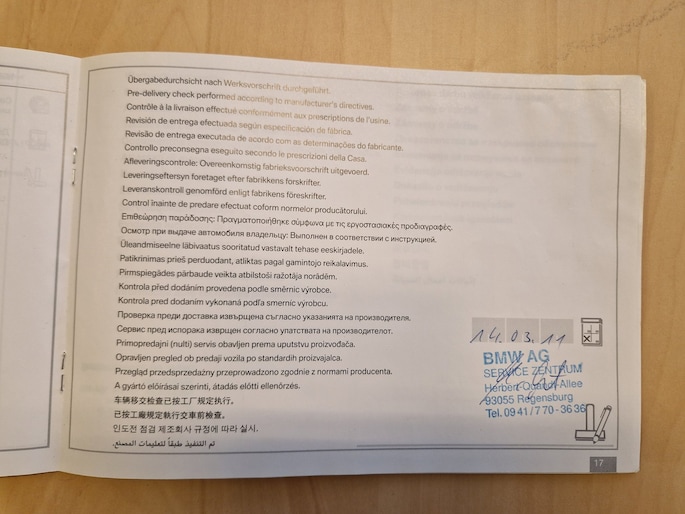 Übergabedurchsicht nach Werksvorschrift durchgeführt.
Pre-delivery check performed according to manufacturer's directives.
Contrôle à la livraison effectué conformément aux prescriptions de l'usine.
Revisión de entrega efectuada según especificación de fábrica.
Revisão de entrega executada de acordo com as determinações do fabricante.
Controllo preconsegna eseguito secondo le prescrizioni della Casa.
Afleveringscontrole: Overeenkomstig fabrieksvoorschrift uitgevoerd.
Leveringseftersyn foretaget efter fabrikkens forskrifter.
Leveranskontroll genomförd enligt fabrikens föreskrifter.
Control înainte de predare efectuat coform normelor producătorului.
Επιθεώρηση παράδοσης: Πραγματοποιήθηκε σύμφωνα με τις εργοστασιακές προδιαγραφές.
Осмотр при выдаче автомобиля владельцу: Выполнен в соответствии с инструкцией.
Üleandmiseelne läbivaatus sooritatud vastavalt tehase eeskirjadele.
Patikrinimas prieš perduodant, atliktas pagal gamintojo reikalavimus.
Pirmspiegādes pārbaude veikta atbilstoši ražotāja norādēm.
Kontrola před dodáním provedena podle směrnic výrobce.
Kontrola pred dodaním vykonaná podľa smerníc výrobcu.
Проверка преди доставка извършена съгласно указанията на производителя.
Сервис пред испорака извршен согласно упатствата на производителот.
Primopredajni (nulti) servis obavljen prema uputstvu proizvođača.
Opravljen pregled ob predaji vozila po standardih proizvajalca.
Przegląd przedsprzedażny przeprowadzono zgodnie z normami producenta.
A gyártó előírásai szerinti, átadás előtti ellenőrzés.
车辆移交检查已按工厂规定执行。
已按工廠規定執行交車前檢查。
인도전 점검 제조회사 규정에 따라 실시.
تم التنفيذ طبقاً لتعليمات المصنع.
14.03.11
BMW AG
SERVICE ZENTRUM
Herbert-Quandt-Allee
93055 Regensburg
Tel. 09 41 / 7 70 - 36 36
17